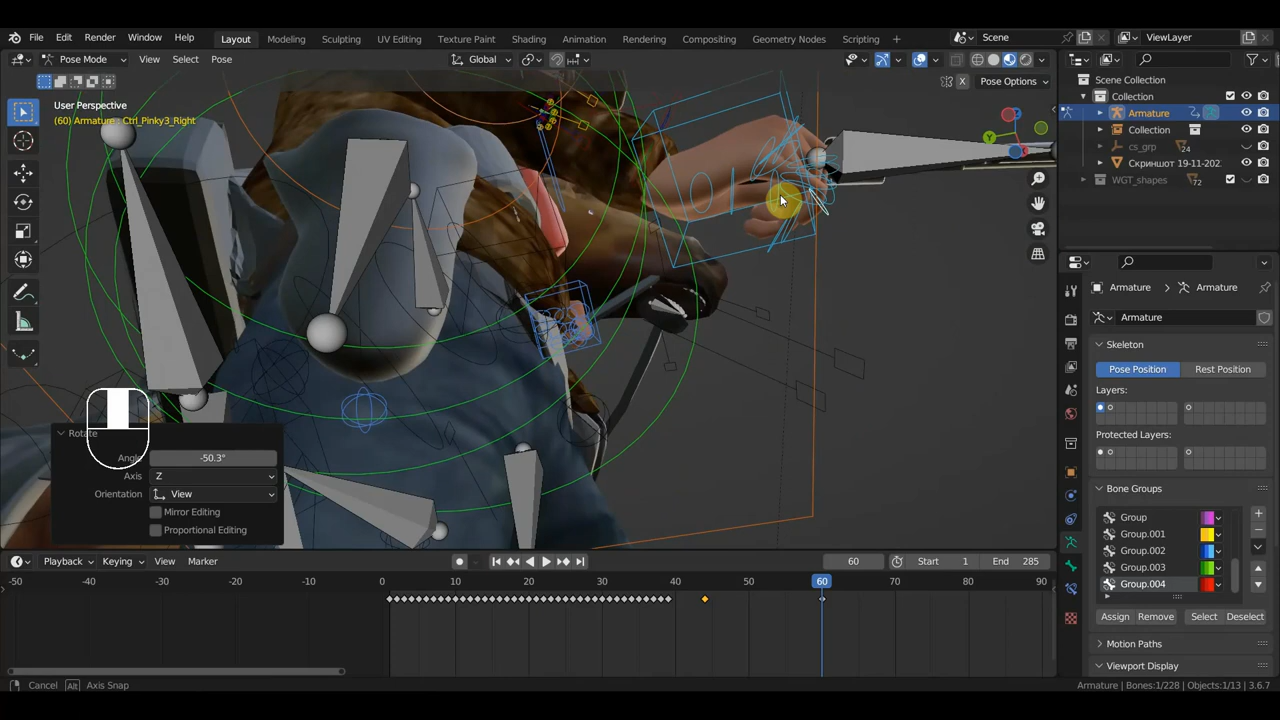 File Edit Render Window Help Layout Modeling Sculpting UV Editing Texture Paint Shading Animation Rendering Compositing Geometry Nodes Scripting + Scene ViewLayer
Pose Mode View Select Pose Global
X Pose Options
Scene Collection
Collection
Armature
Collection
cs_grp 24
Скриншот 19-11-202
WGT_shapes 72
User Perspective
(60) Armature : Ctrl_Pinky3_Right
Y
Armature > Armature
Armature
Skeleton
Pose Position Rest Position
Layers:
Protected Layers:
Bone Groups
Group
Group.001
Group.002
Group.003
Group.004
Assign Remove Select Deselect
Motion Paths
Viewport Display
Rotate
Angle -50.3°
Axis Z
Orientation View
Mirror Editing
Proportional Editing
Playback Keying View Marker 60 Start 1 End 285
-50 -40 -30 -20 -10 0 10 20 30 40 50 60 70 80 90
Cancel Alt Axis Snap Armature | Bones:1/228 | Objects:1/13 | 3.6.7